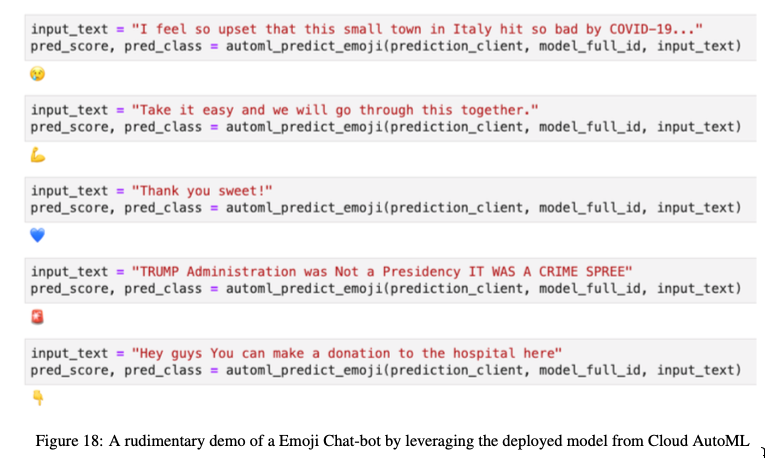 input_text = "I feel so upset that this small town in Italy hit so bad by COVID-19..."
pred_score, pred_class = automl_predict_emoji(prediction_client, model_full_id, input_text)
😢
input_text = "Take it easy and we will go through this together."
pred_score, pred_class = automl_predict_emoji(prediction_client, model_full_id, input_text)
💪
input_text = "Thank you sweet!"
pred_score, pred_class = automl_predict_emoji(prediction_client, model_full_id, input_text)
💙
input_text = "TRUMP Administration was Not a Presidency IT WAS A CRIME SPREE"
pred_score, pred_class = automl_predict_emoji(prediction_client, model_full_id, input_text)
🚨
input_text = "Hey guys You can make a donation to the hospital here"
pred_score, pred_class = automl_predict_emoji(prediction_client, model_full_id, input_text)
👇
Figure 18: A rudimentary demo of a Emoji Chat-bot by leveraging the deployed model from Cloud AutoML